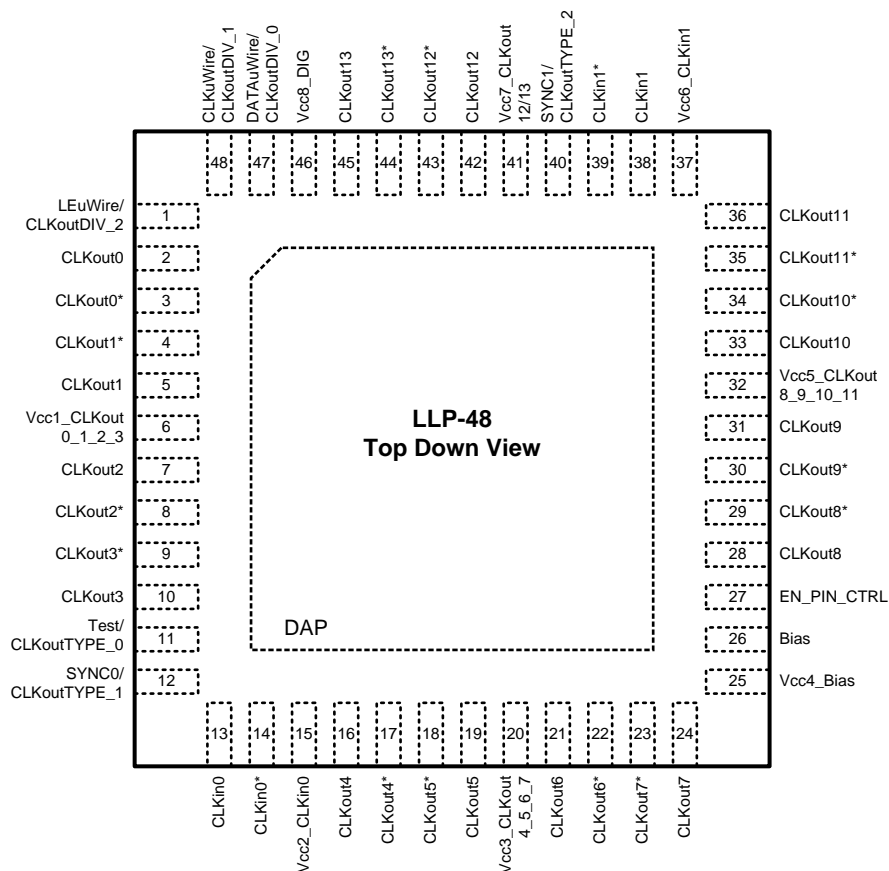 CLKuWire/
CLKoutDIV_1
DATAuWire/
CLKoutDIV_0
Vcc8_DIG
CLKout13
CLKout13*
CLKout12*
CLKout12
Vcc7_CLKout
12/13
SYNC1/
CLKoutTYPE_2
CLKin1*
CLKin1
Vcc6_CLKin1
48
47
46
45
44
43
42
41
40
39
38
37
LEuWire/
CLKoutDIV_2
1
CLKout0
2
CLKout0*
3
CLKout1*
4
CLKout1
5
Vcc1_CLKout
0_1_2_3
6
CLKout2
7
CLKout2*
8
CLKout3*
9
CLKout3
10
Test/
CLKoutTYPE_0
11
SYNC0/
CLKoutTYPE_1
12
LLP-48
Top Down View
DAP
36
CLKout11
35
CLKout11*
34
CLKout10*
33
CLKout10
32
Vcc5_CLKout
8_9_10_11
31
CLKout9
30
CLKout9*
29
CLKout8*
28
CLKout8
27
EN_PIN_CTRL
26
Bias
25
Vcc4_Bias
13
14
15
16
17
18
19
20
21
22
23
24
CLKin0
CLKin0*
Vcc2_CLKin0
CLKout4
CLKout4*
CLKout5*
CLKout5
Vcc3_CLKout
4_5_6_7
CLKout6
CLKout6*
CLKout7*
CLKout7